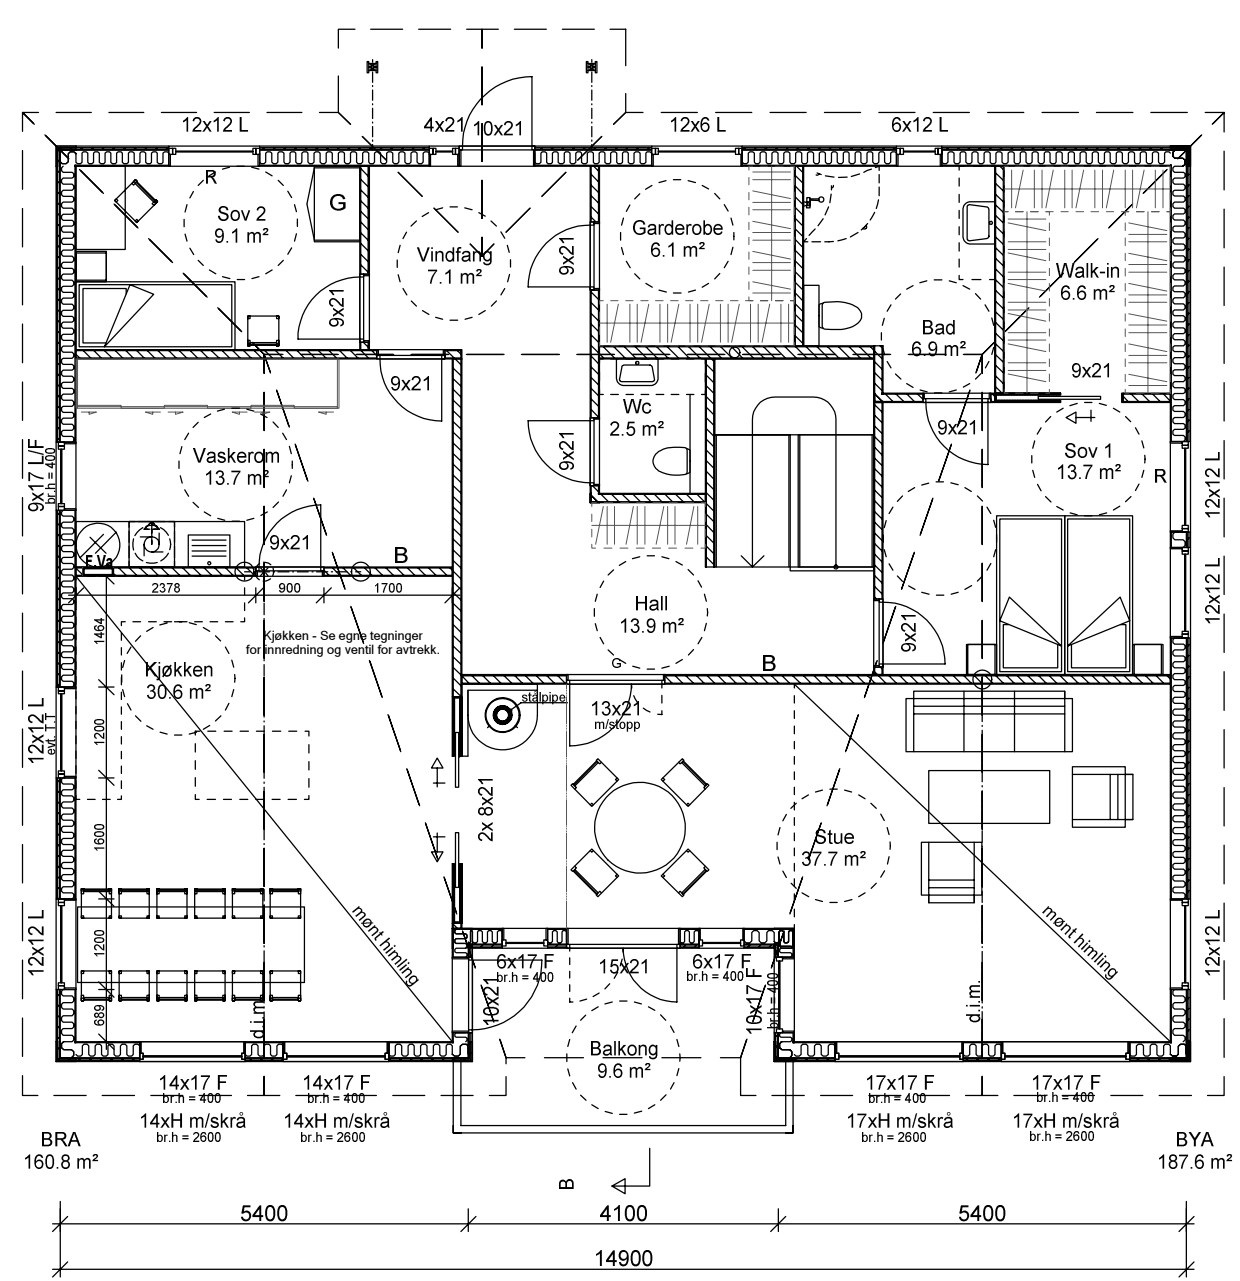 12x12 L
4x21
10x21
12x6 L
6x12 L
R
Sov 2
9.1 m²
G
Vindfang
7.1 m²
9x21
9x21
Garderobe
6.1 m²
Bad
6.9 m²
Walk-in
6.6 m²
9x21
9x21
Wc
2.5 m²
9x21
9x21
Vaskerom
13.7 m²
9x17 L/F
br.h = 400
Sov 1
13.7 m²
R
12x12 L
9x21
B
F.Va
2378
900
1700
12x12 L
Hall
13.9 m²
9x21
1464
Kjøkken - Se egne tegninger
for innredning og ventil for avtrekk.
Kjøkken
30.6 m²
G
B
stålpipe
13x21
m/stopp
12x12 L
evt. T.T
1200
2x 8x21
1600
Stue
37.7 m²
mønt himling
mønt himling
12x12 L
1200
12x12 L
6x17 F
br.h = 400
15x21
6x17 F
br.h = 400
10x21
10x17 F
br.h = 400
689
d.i.m.
d.i.m.
Balkong
9.6 m²
14x17 F
br.h = 400
14x17 F
br.h = 400
17x17 F
br.h = 400
17x17 F
br.h = 400
14xH m/skrå
br.h = 2600
14xH m/skrå
br.h = 2600
17xH m/skrå
br.h = 2600
17xH m/skrå
br.h = 2600
BRA
160.8 m²
BYA
187.6 m²
B
5400
4100
5400
14900